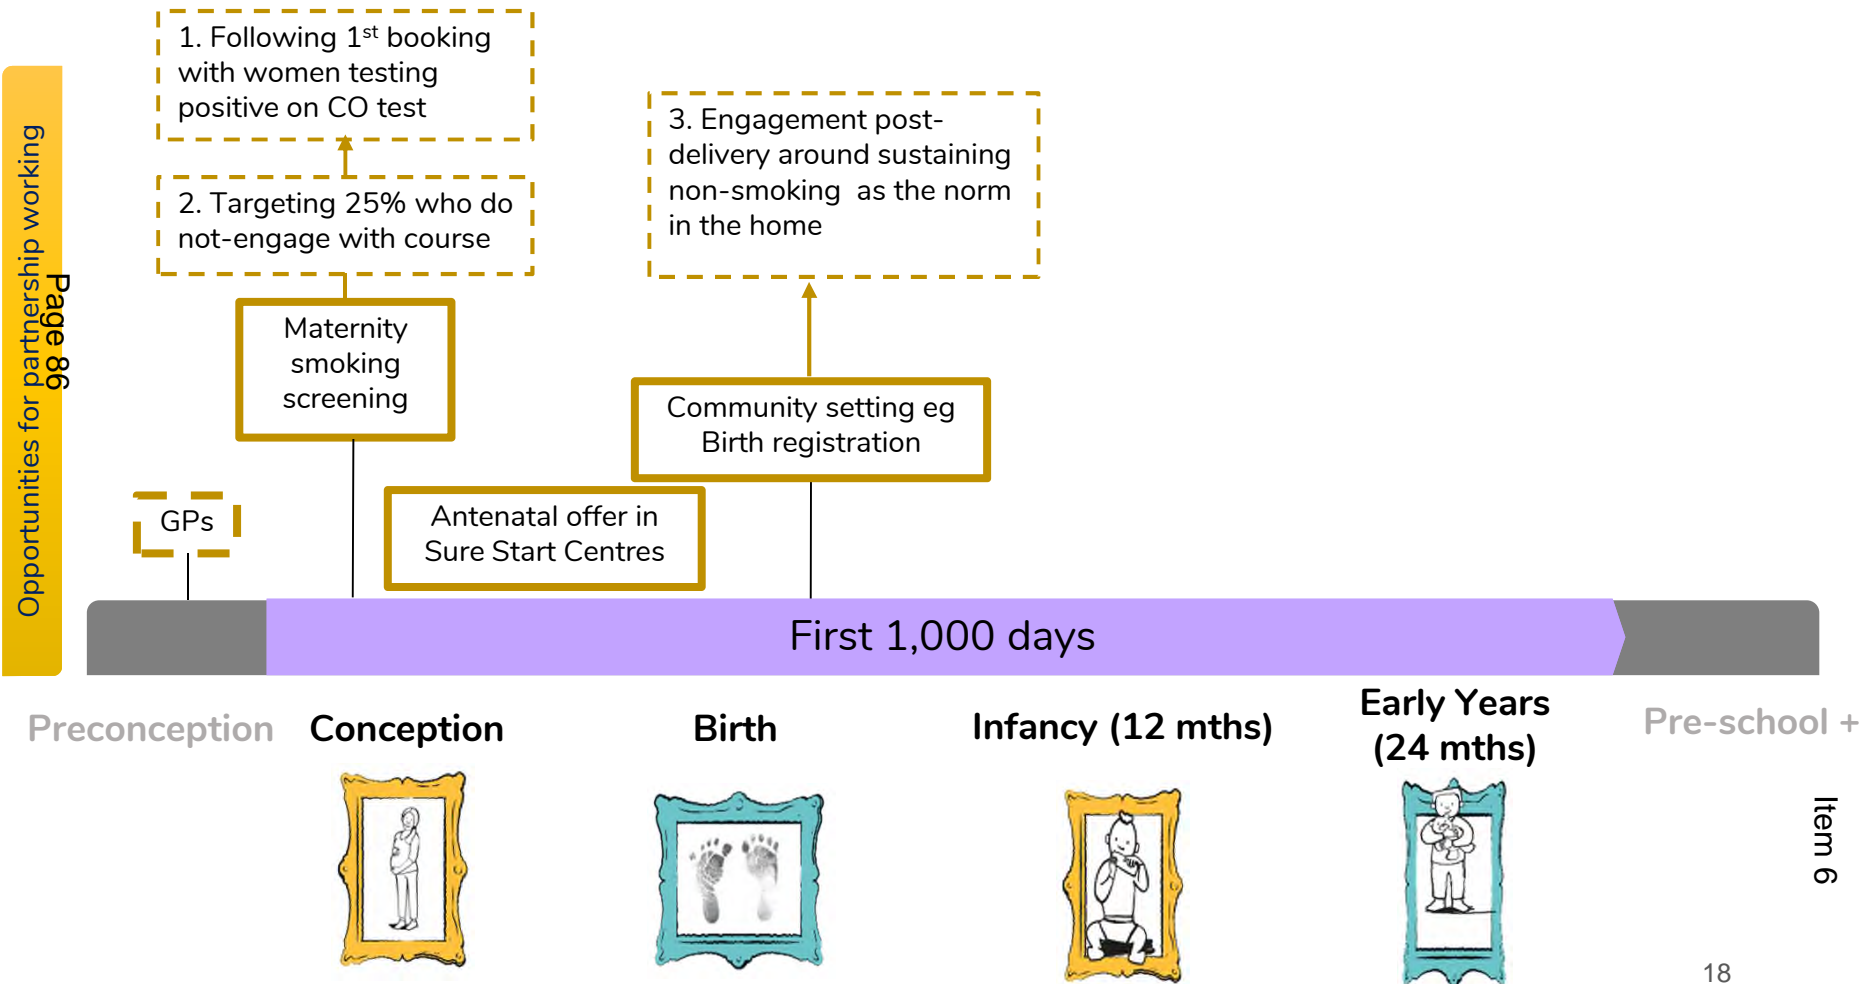 Opportunities for partnership working
Page 86
1. Following 1st booking
with women testing
positive on CO test
2. Targeting 25% who do
not-engage with course
3. Engagement post-
delivery around sustaining
non-smoking  as the norm
in the home
Maternity
smoking
screening
Community setting eg
Birth registration
GPs
Antenatal offer in
Sure Start Centres
First 1,000 days
Preconception
Conception
Birth
Infancy (12 mths)
Early Years
(24 mths)
Pre-school +
Item 6
18